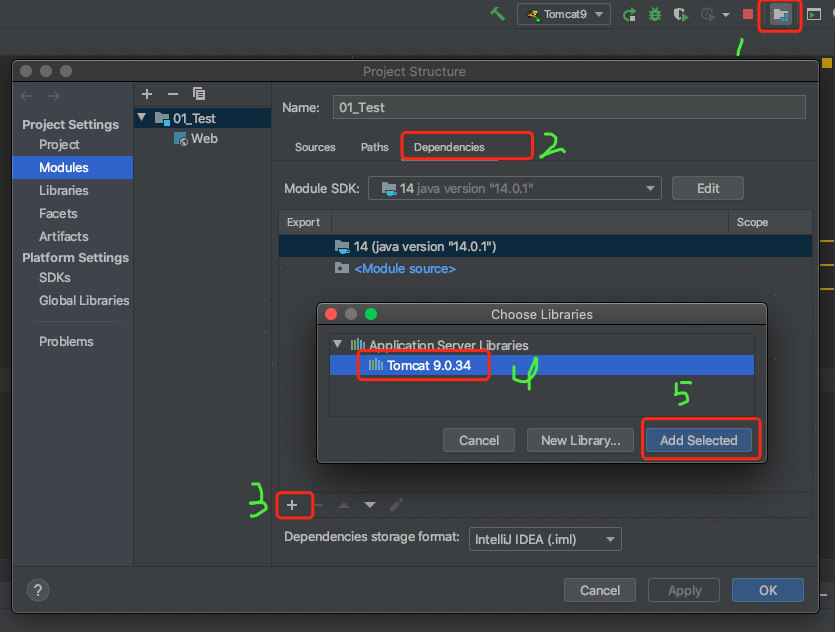 Tomcat9
1
Project Structure
Project Settings
Project
Modules
Libraries
Facets
Artifacts
Platform Settings
SDKs
Global Libraries
Problems
01_Test
Web
Name: 01_Test
Sources Paths Dependencies 2
Module SDK: 14 java version "14.0.1" Edit
Export Scope
14 (java version "14.0.1")
<Module source>
Choose Libraries
Application Server Libraries
Tomcat 9.0.34
4
5
Cancel New Library... Add Selected
3
Dependencies storage format: IntelliJ IDEA (.iml)
? Cancel Apply OK